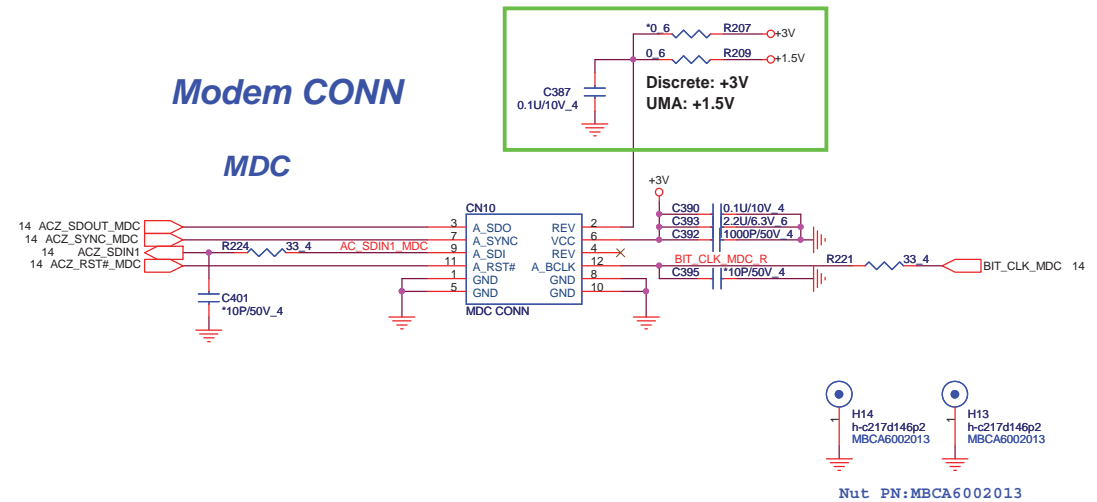 *0_6 R207 +3V
0_6 R209 +1.5V
Modem CONN
C387
0.1U/10V_4
Discrete: +3V
UMA: +1.5V
MDC
+3V
CN10
C390 0.1U/10V_4
C393 2.2U/6.3V_6
C392 1000P/50V_4
14 ACZ_SDOUT_MDC 3 A_SDO REV 2
14 ACZ_SYNC_MDC 7 A_SYNC VCC 6
14 ACZ_SDIN1 R224 33_4 AC_SDIN1_MDC 9 A_SDI REV 4
14 ACZ_RST#_MDC 11 A_RST# A_BCLK 12 BIT_CLK_MDC_R R221 33_4 BIT_CLK_MDC 14
1 GND GND 8 C395 *10P/50V_4
5 GND GND 10
MDC CONN
C401
*10P/50V_4
H14
h-c217d146p2
MBCA6002013
1
H13
h-c217d146p2
MBCA6002013
1
Nut PN:MBCA6002013